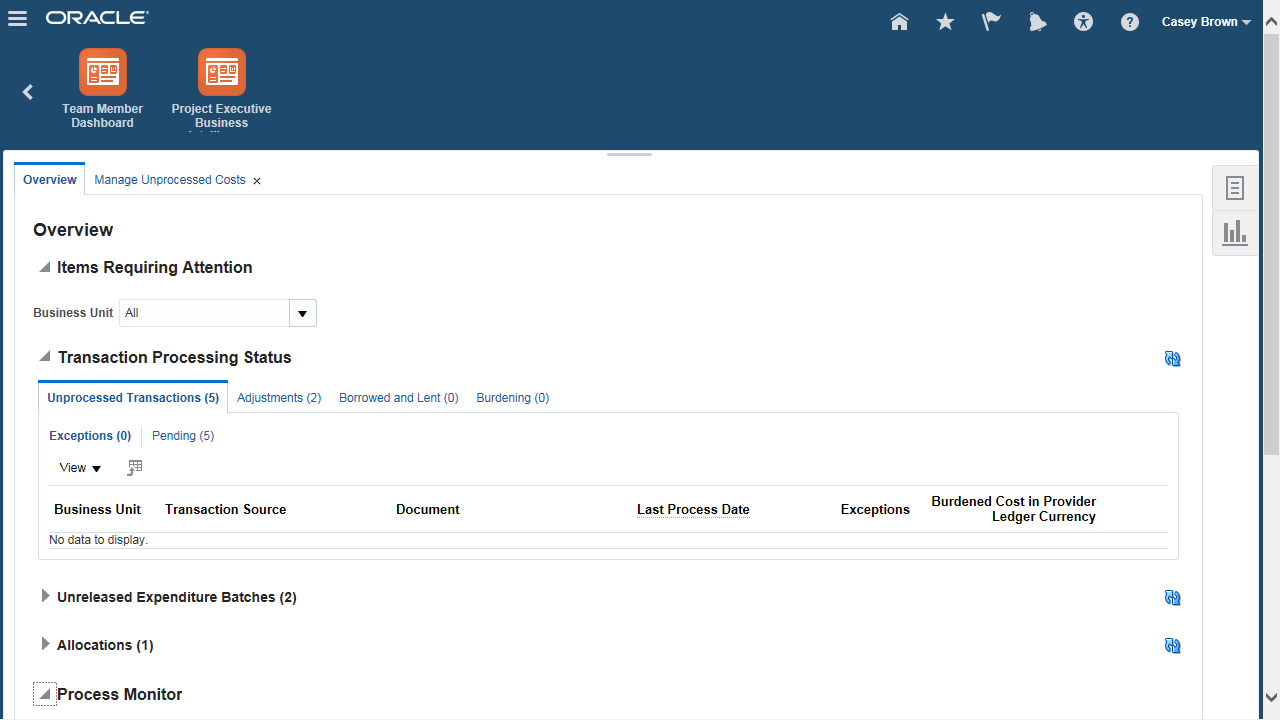 ORACLE
Casey Brown
Team Member
Dashboard
Project Executive
Business
Overview
Manage Unprocessed Costs
Overview
Items Requiring Attention
Business Unit All
Transaction Processing Status
Unprocessed Transactions (5) Adjustments (2) Borrowed and Lent (0) Burdening (0)
Exceptions (0) Pending (5)
View
Business Unit Transaction Source Document Last Process Date Exceptions Burdened Cost in Provider
Ledger Currency
No data to display.
Unreleased Expenditure Batches (2)
Allocations (1)
Process Monitor